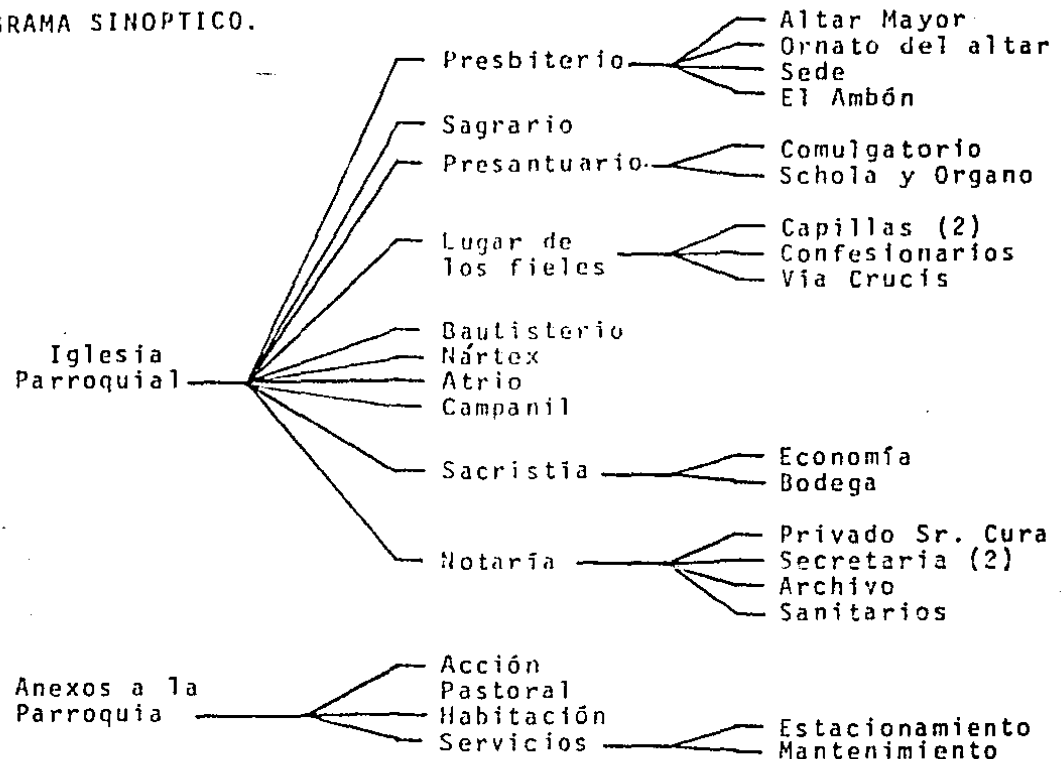 GRAMA SINOPTICO.
Altar Mayor
Presbiterio
Ornato del altar
Sede
El Ambón
Sagrario
Presantuario
Comulgatorio
Schola y Organo
Lugar de
los fieles
Capillas (2)
Confesionarios
Via Crucis
Iglesia
Parroquial
Bautisterio
Nártex
Atrio
Campanil
Sacristía
Economía
Bodega
Notaría
Privado Sr. Cura
Secretaria (2)
Archivo
Sanitarios
Anexos a la
Parroquia
Acción
Pastoral
Habitación
Servicios
Estacionamiento
Mantenimiento